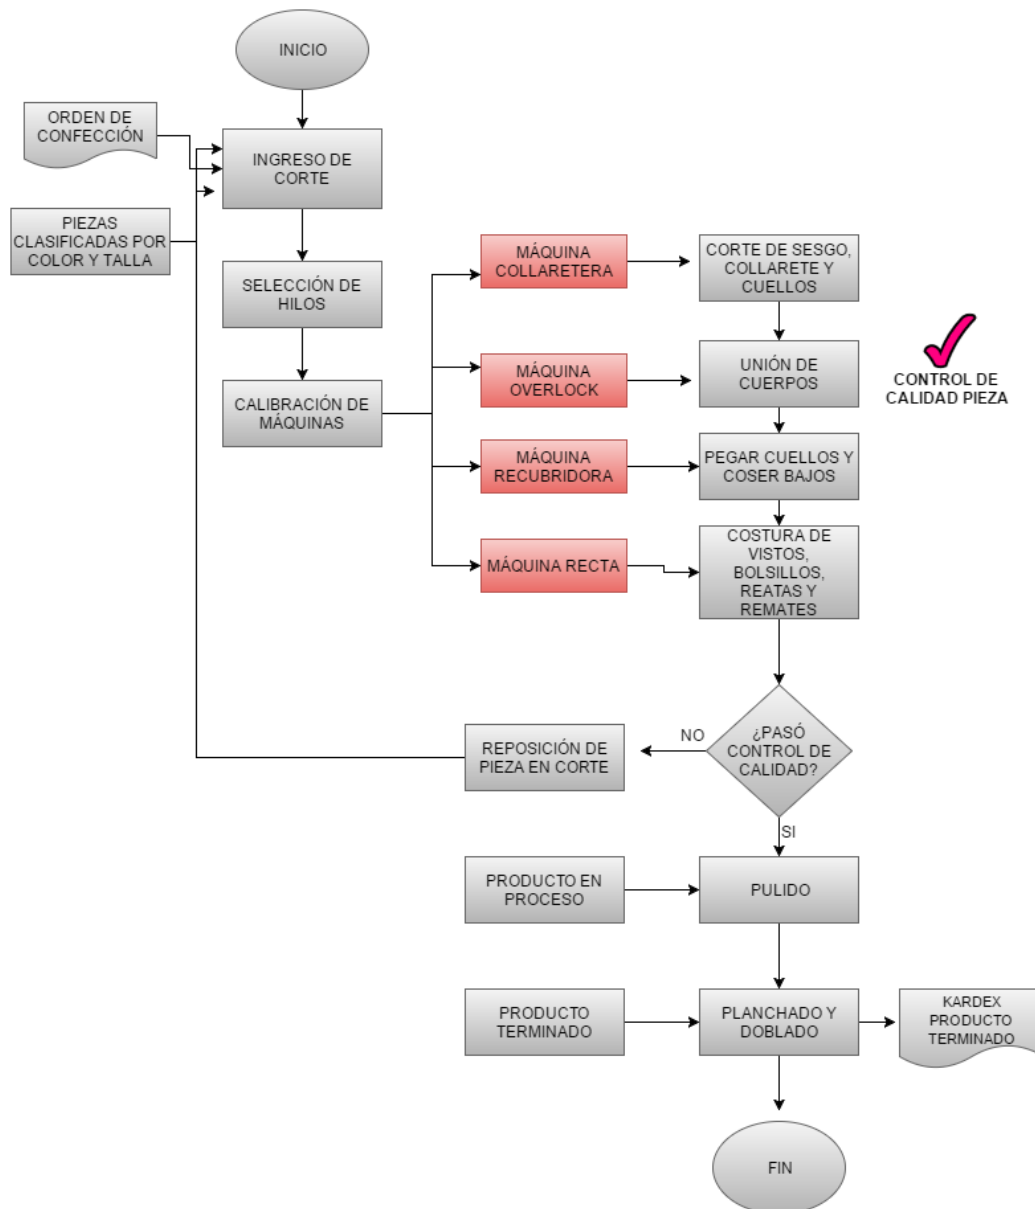 INICIO
ORDEN DE
CONFECCIÓN
INGRESO DE
CORTE
PIEZAS
CLASIFICADAS POR
COLOR Y TALLA
SELECCIÓN DE
HILOS
CALIBRACIÓN DE
MÁQUINAS
MÁQUINA
COLLARETERA
CORTE DE SESGO,
COLLARETE Y
CUELLOS
MÁQUINA
OVERLOCK
UNIÓN DE
CUERPOS
CONTROL DE
CALIDAD PIEZA
MÁQUINA
RECUBRIDORA
PEGAR CUELLOS Y
COSER BAJOS
MÁQUINA RECTA
COSTURA DE
VISTOS,
BOLSILLOS,
REATAS Y
REMATES
¿PASÓ
CONTROL DE
CALIDAD?
NO
REPOSICIÓN DE
PIEZA EN CORTE
SI
PRODUCTO EN
PROCESO
PULIDO
PRODUCTO
TERMINADO
PLANCHADO Y
DOBLADO
KARDEX
PRODUCTO
TERMINADO
FIN